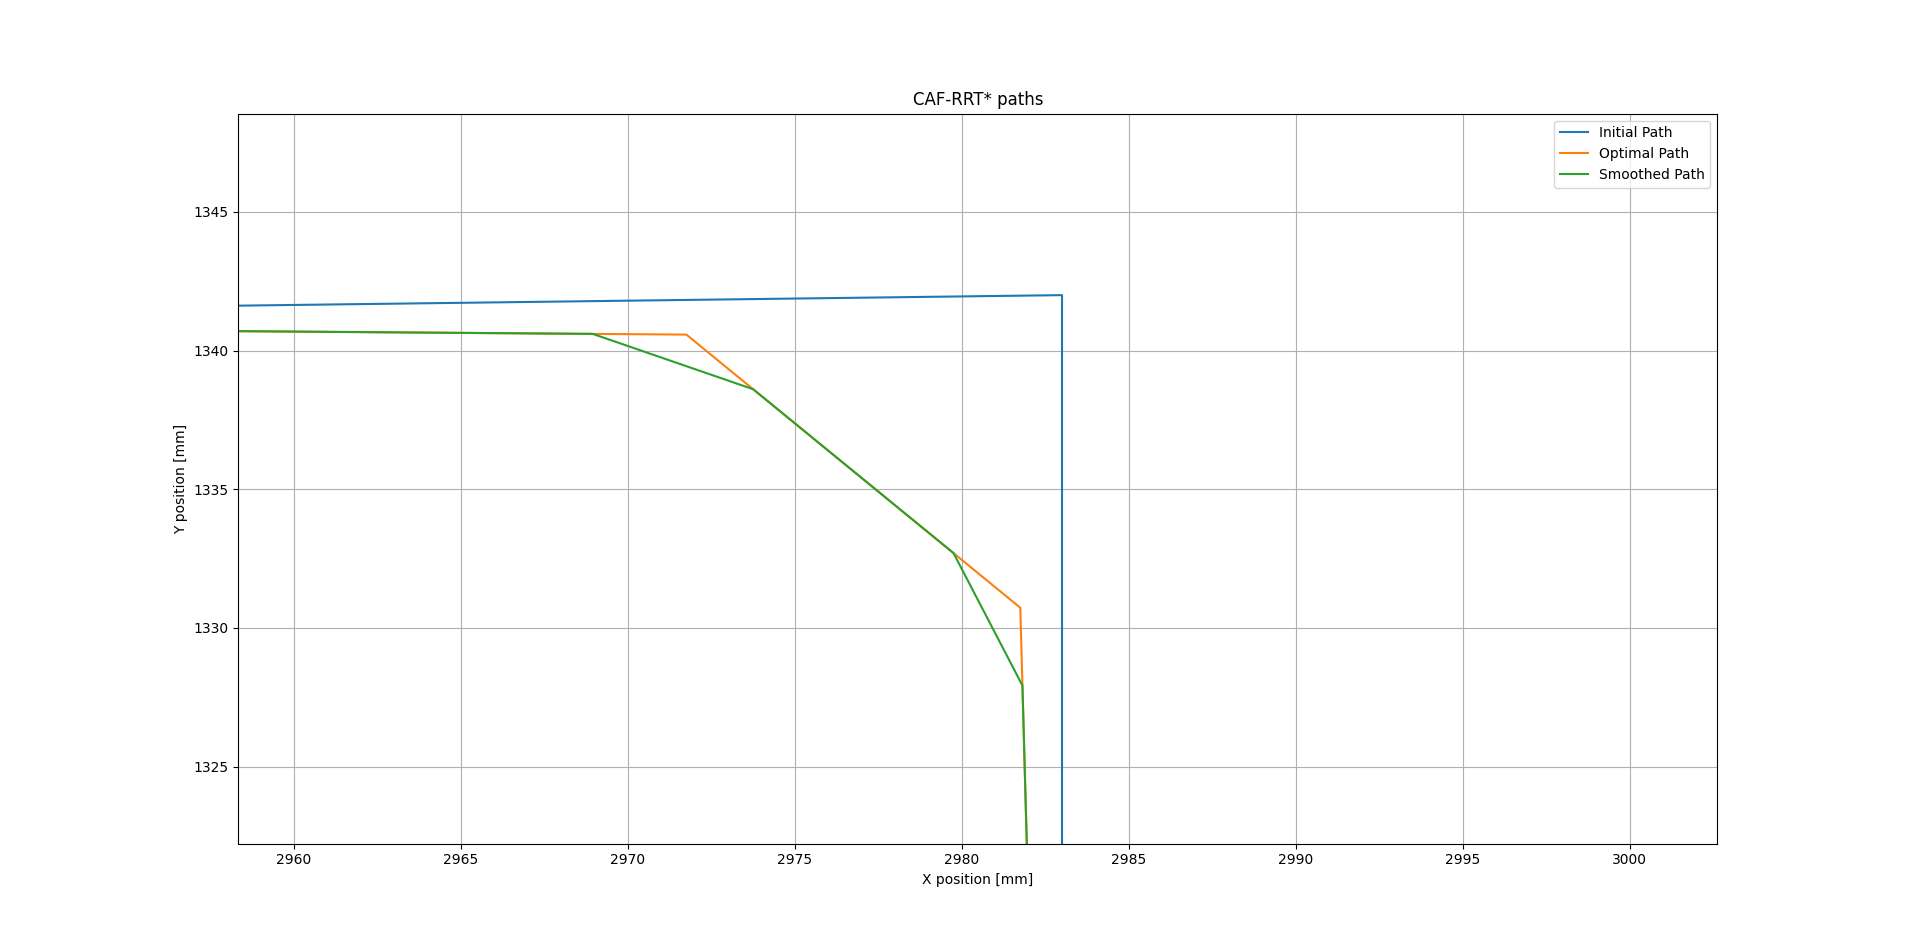 CAF-RRT* paths
Initial Path
Optimal Path
Smoothed Path
1345
1340
1335
1330
1325
Y position [mm]
2960 2965 2970 2975 2980 2985 2990 2995 3000
X position [mm]